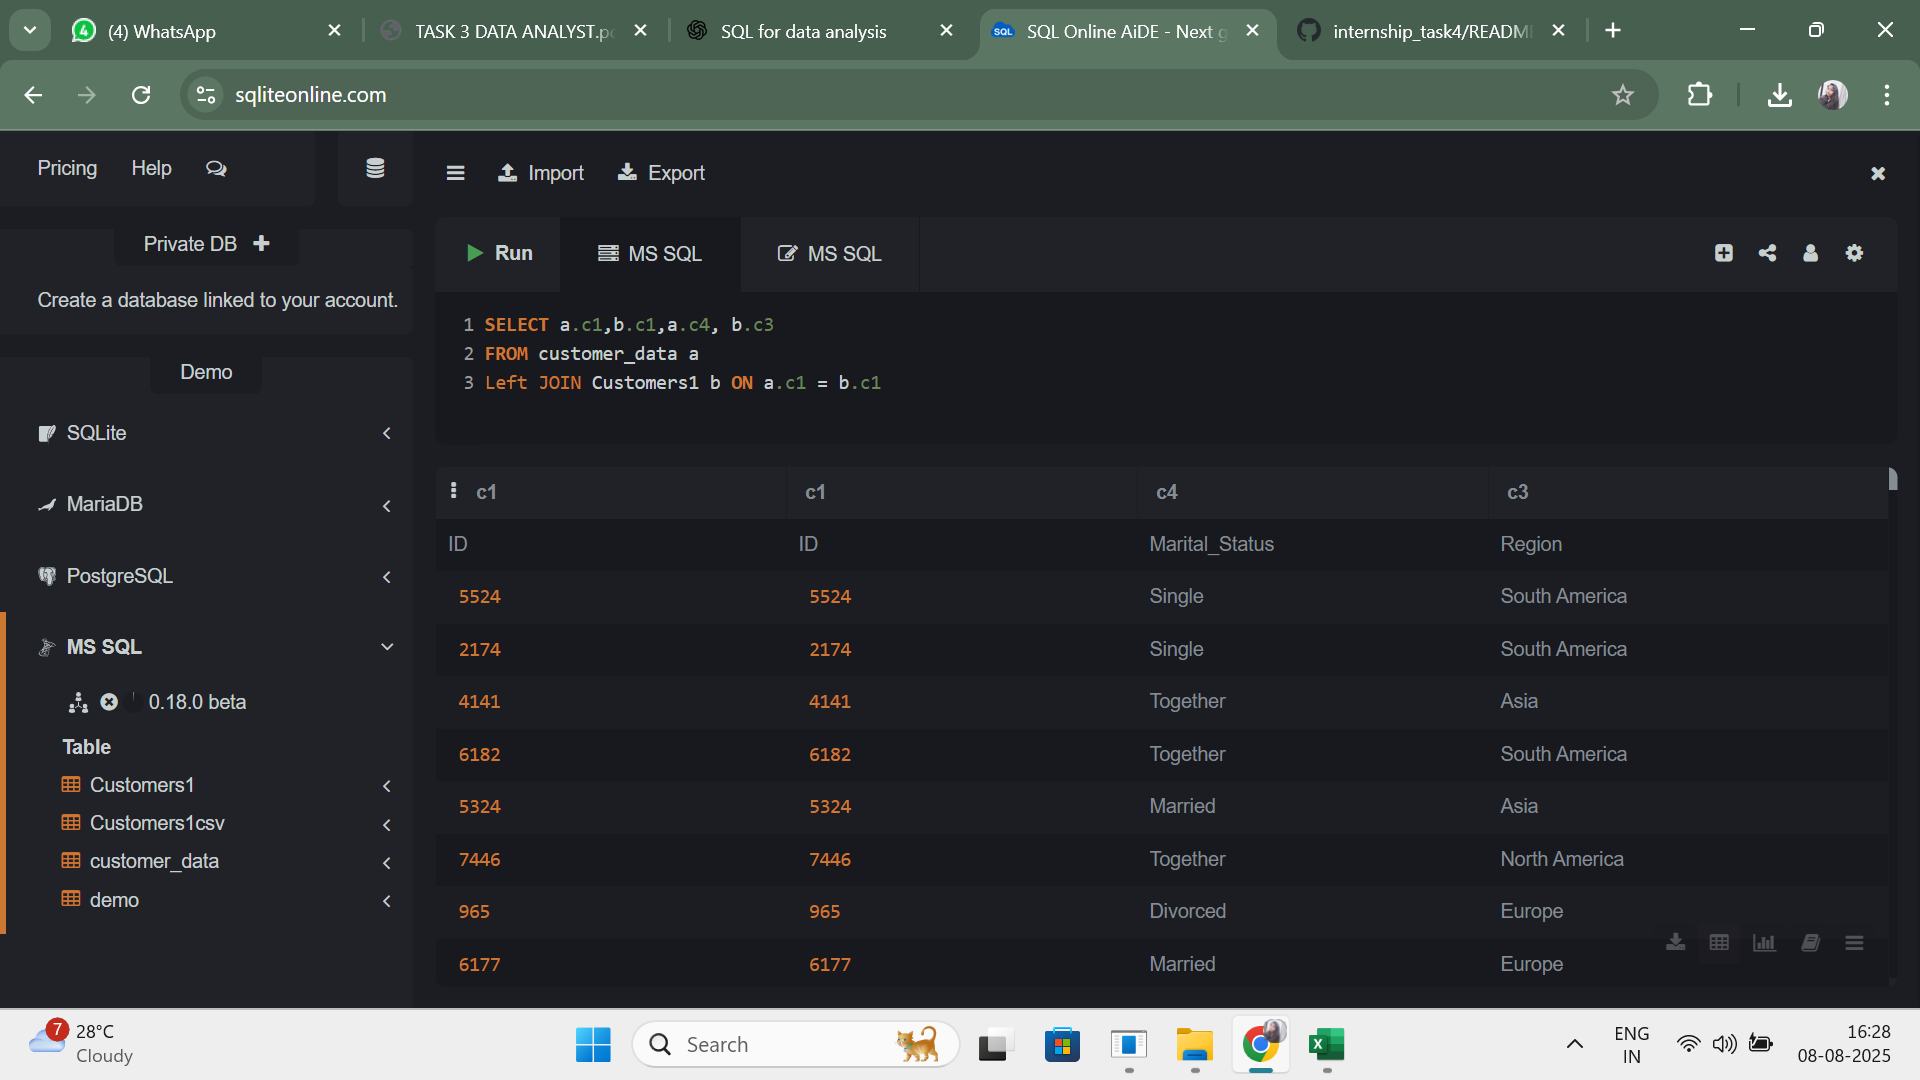 4 (4) WhatsApp
TASK 3 DATA ANALYST.p
SQL for data analysis
SQL SQL Online AiDE - Next g
internship_task4/READM
sqliteonline.com
Pricing Help
Import Export
Private DB
Create a database linked to your account.
Run MS SQL MS SQL
1 SELECT a.c1,b.c1,a.c4, b.c3
2 FROM customer_data a
3 Left JOIN Customers1 b ON a.c1 = b.c1
Demo
SQLite
MariaDB
PostgreSQL
MS SQL
0.18.0 beta
Table
Customers1
Customers1csv
customer_data
demo
c1 c1 c4 c3
ID ID Marital_Status Region
5524 5524 Single South America
2174 2174 Single South America
4141 4141 Together Asia
6182 6182 Together South America
5324 5324 Married Asia
7446 7446 Together North America
965 965 Divorced Europe
6177 6177 Married Europe
7 28°C
Cloudy
Search
X
ENG
IN
16:28
08-08-2025